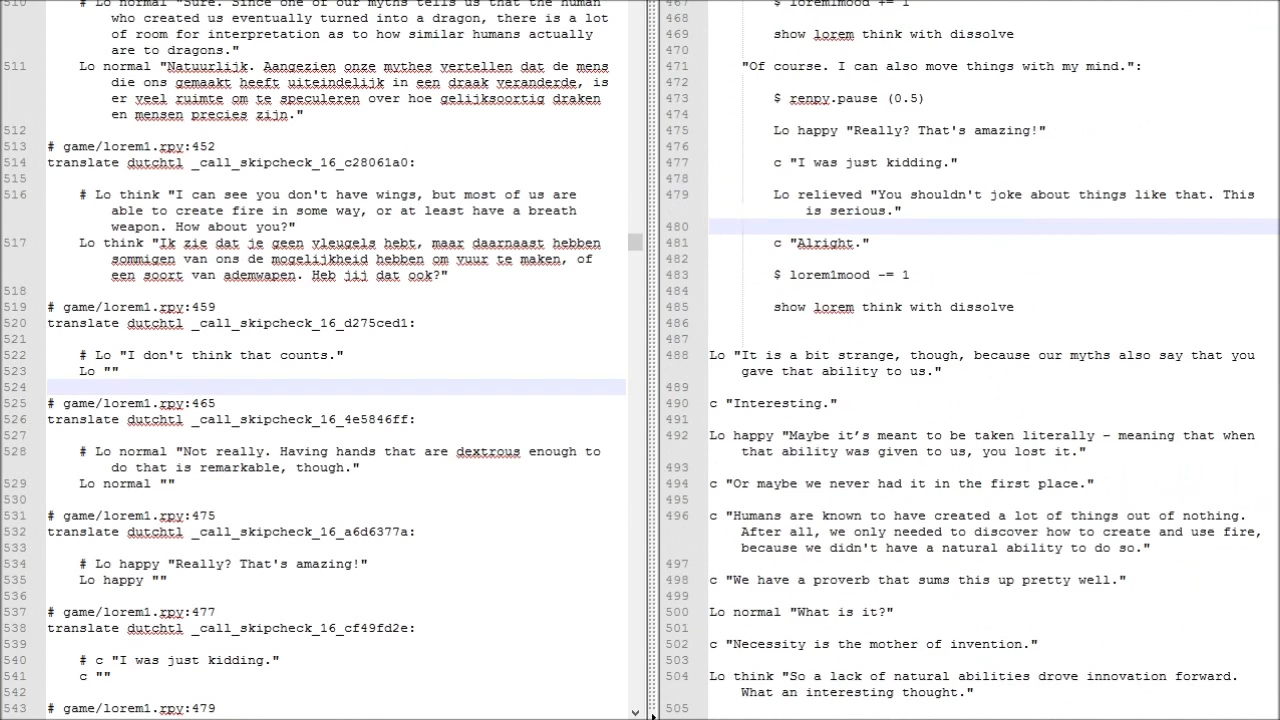 510
# Lo normal "Sure. Since one of our myths tells us that the human
who created us eventually turned into a dragon, there is a lot
of room for interpretation as to how similar humans actually
are to dragons."
511 Lo normal "Natuurlijk. Aangezien onze mythes vertellen dat de mens
die ons gemaakt heeft uiteindelijk in een draak veranderde, is
er veel ruimte om te speculeren over hoe gelijksoortig draken
en mensen precies zijn."
512
513 # game/lorem1.rpy:452
514 translate dutchtl _call_skipcheck_16_c28061a0:
515
516 # Lo think "I can see you don't have wings, but most of us are
able to create fire in some way, or at least have a breath
weapon. How about you?"
517 Lo think "Ik zie dat je geen vleugels hebt, maar daarnaast hebben
sommigen van ons de mogelijkheid hebben om vuur te maken, of
een soort van ademwapen. Heb jij dat ook?"
518
519 # game/lorem1.rpy:459
520 translate dutchtl _call_skipcheck_16_d275ced1:
521
522 # Lo "I don't think that counts."
523 Lo ""
524
525 # game/lorem1.rpy:465
526 translate dutchtl _call_skipcheck_16_4e5846ff:
527
528 # Lo normal "Not really. Having hands that are dextrous enough to
do that is remarkable, though."
529 Lo normal ""
530
531 # game/lorem1.rpy:475
532 translate dutchtl _call_skipcheck_16_a6d6377a:
533
534 # Lo happy "Really? That's amazing!"
535 Lo happy ""
536
537 # game/lorem1.rpy:477
538 translate dutchtl _call_skipcheck_16_cf49fd2e:
539
540 # c "I was just kidding."
541 c ""
542
543 # game/lorem1.rpy:479
467 $ lorem1mood += 1
468
469 show lorem think with dissolve
470
471 "Of course. I can also move things with my mind.":
472
473 $ renpy.pause (0.5)
474
475 Lo happy "Really? That's amazing!"
476
477 c "I was just kidding."
478
479 Lo relieved "You shouldn't joke about things like that. This
is serious."
480
481 c "Alright."
482
483 $ lorem1mood -= 1
484
485 show lorem think with dissolve
486
487
488 Lo "It is a bit strange, though, because our myths also say that you
gave that ability to us."
489
490 c "Interesting."
491
492 Lo happy "Maybe it’s meant to be taken literally – meaning that when
that ability was given to us, you lost it."
493
494 c "Or maybe we never had it in the first place."
495
496 c "Humans are known to have created a lot of things out of nothing.
After all, we only needed to discover how to create and use fire,
because we didn't have a natural ability to do so."
497
498 c "We have a proverb that sums this up pretty well."
499
500 Lo normal "What is it?"
501
502 c "Necessity is the mother of invention."
503
504 Lo think "So a lack of natural abilities drove innovation forward.
What an interesting thought."
505